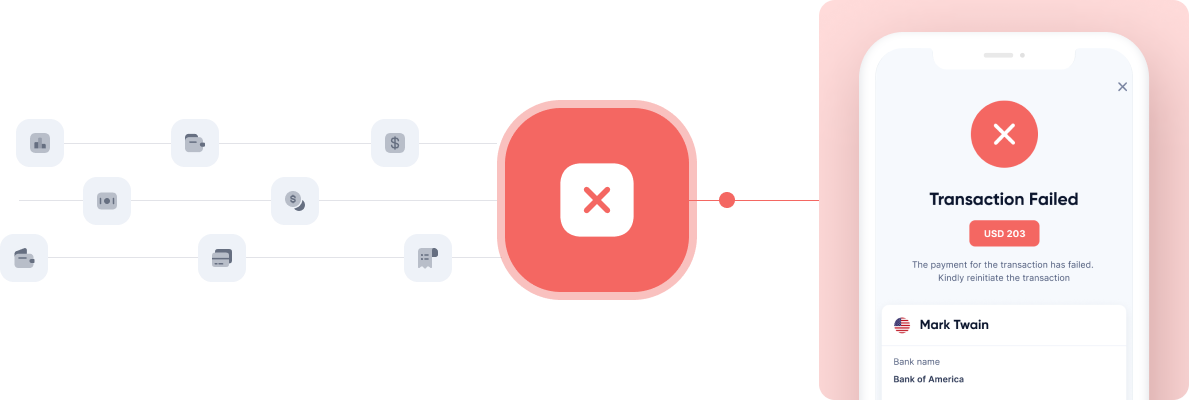 Transaction Failed
USD 203
The payment for the transaction has failed.
Kindly reinitiate the transaction
Mark Twain
Bank name
Bank of America